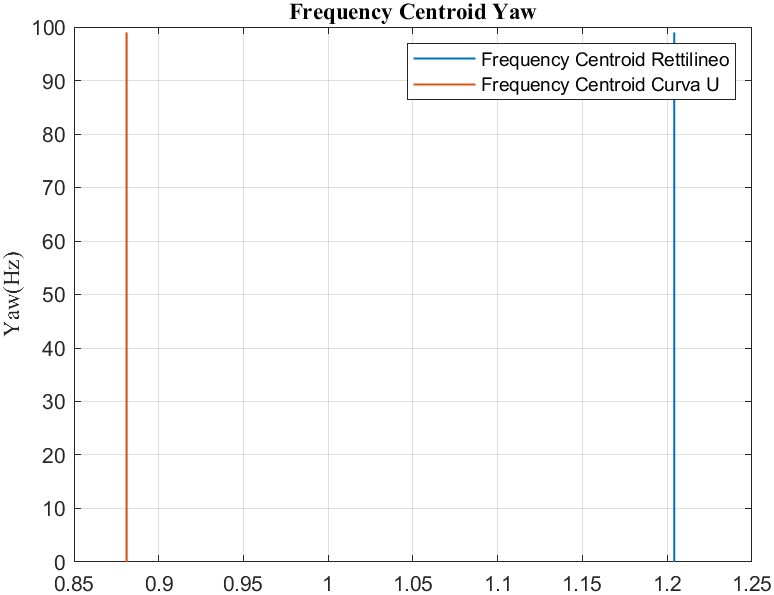 Frequency Centroid Yaw
Frequency Centroid Rettilineo
Frequency Centroid Curva U
Yaw(Hz)
100
90
80
70
60
50
40
30
20
10
0
0.85 0.9 0.95 1 1.05 1.1 1.15 1.2 1.25